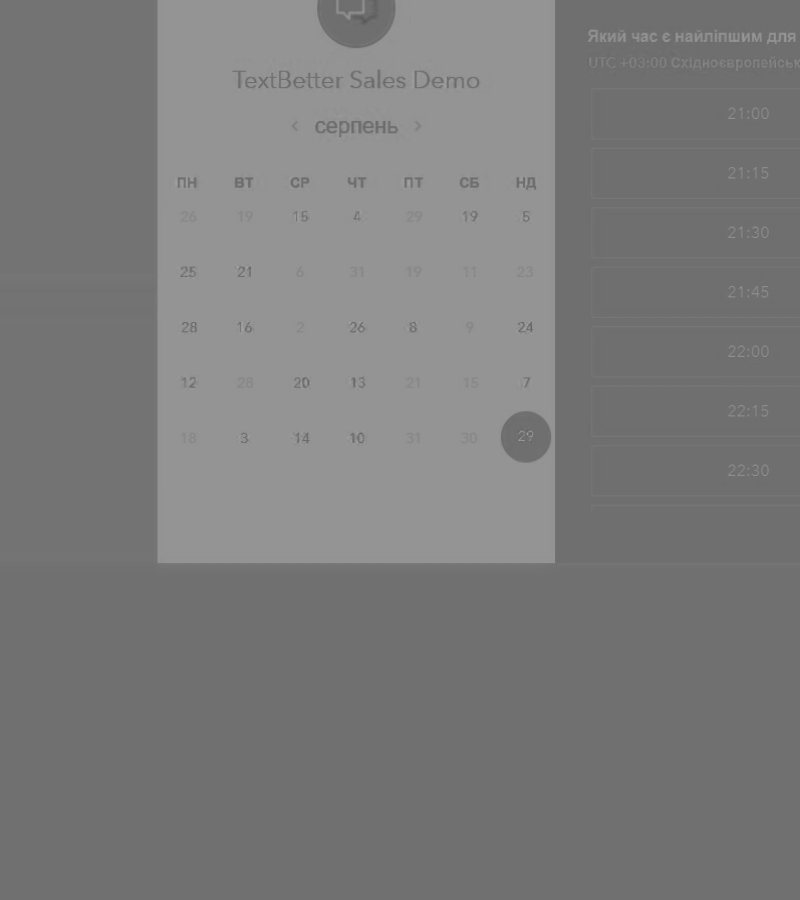 TextBetter Sales Demo
‹ серпень ›
ПН ВТ СР ЧТ ПТ СБ НД
26 19 15 4 29 19 5
25 21 6 31 19 11 23
28 16 2 26 8 9 24
12 28 20 13 21 15 7
18 3 14 10 31 30 29
Який час є найліпшим для
UTC +03:00
21:00
21:15
21:30
21:45
22:00
22:15
22:30